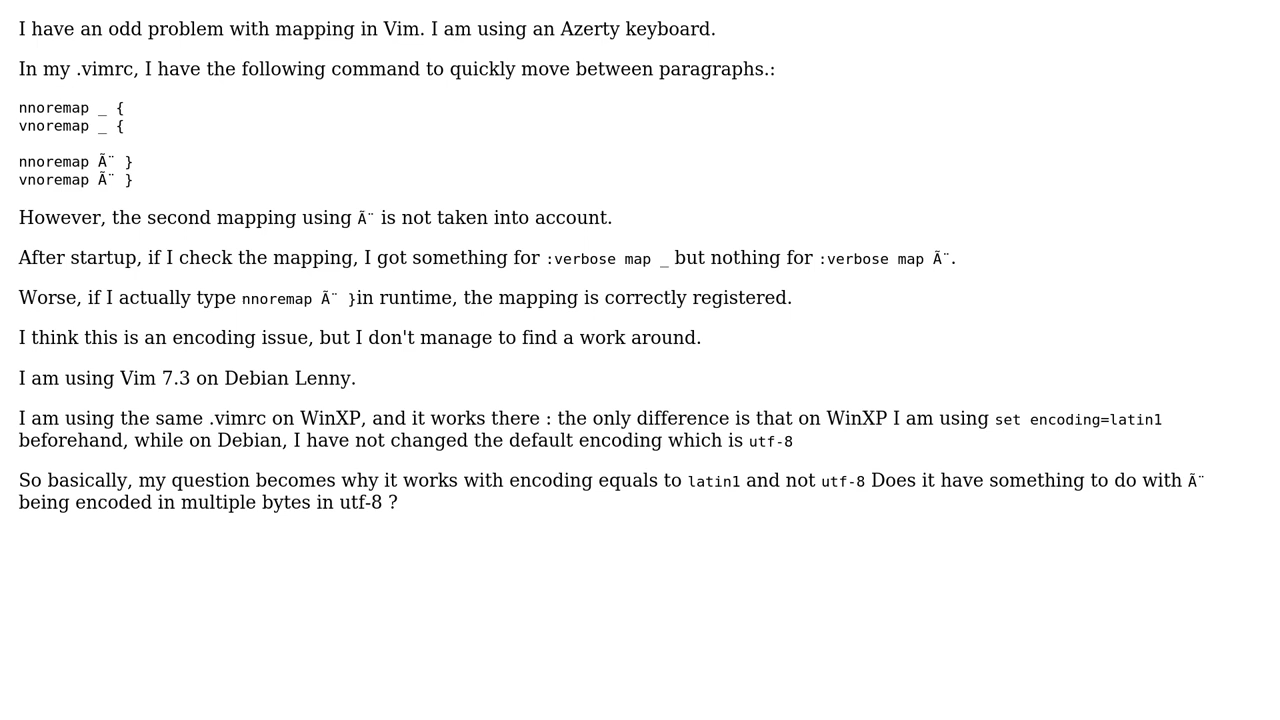 I have an odd problem with mapping in Vim. I am using an Azerty keyboard.
In my .vimrc, I have the following command to quickly move between paragraphs.:
nnoremap _ {
vnoremap _ {
nnoremap Ã¨ }
vnoremap Ã¨ }
However, the second mapping using Ã¨ is not taken into account.
After startup, if I check the mapping, I got something for :verbose map _ but nothing for :verbose map Ã¨.
Worse, if I actually type nnoremap Ã¨ }in runtime, the mapping is correctly registered.
I think this is an encoding issue, but I don't manage to find a work around.
I am using Vim 7.3 on Debian Lenny.
I am using the same .vimrc on WinXP, and it works there : the only difference is that on WinXP I am using set encoding=latin1
beforehand, while on Debian, I have not changed the default encoding which is utf-8
So basically, my question becomes why it works with encoding equals to latin1 and not utf-8 Does it have something to do with Ã¨
being encoded in multiple bytes in utf-8 ?